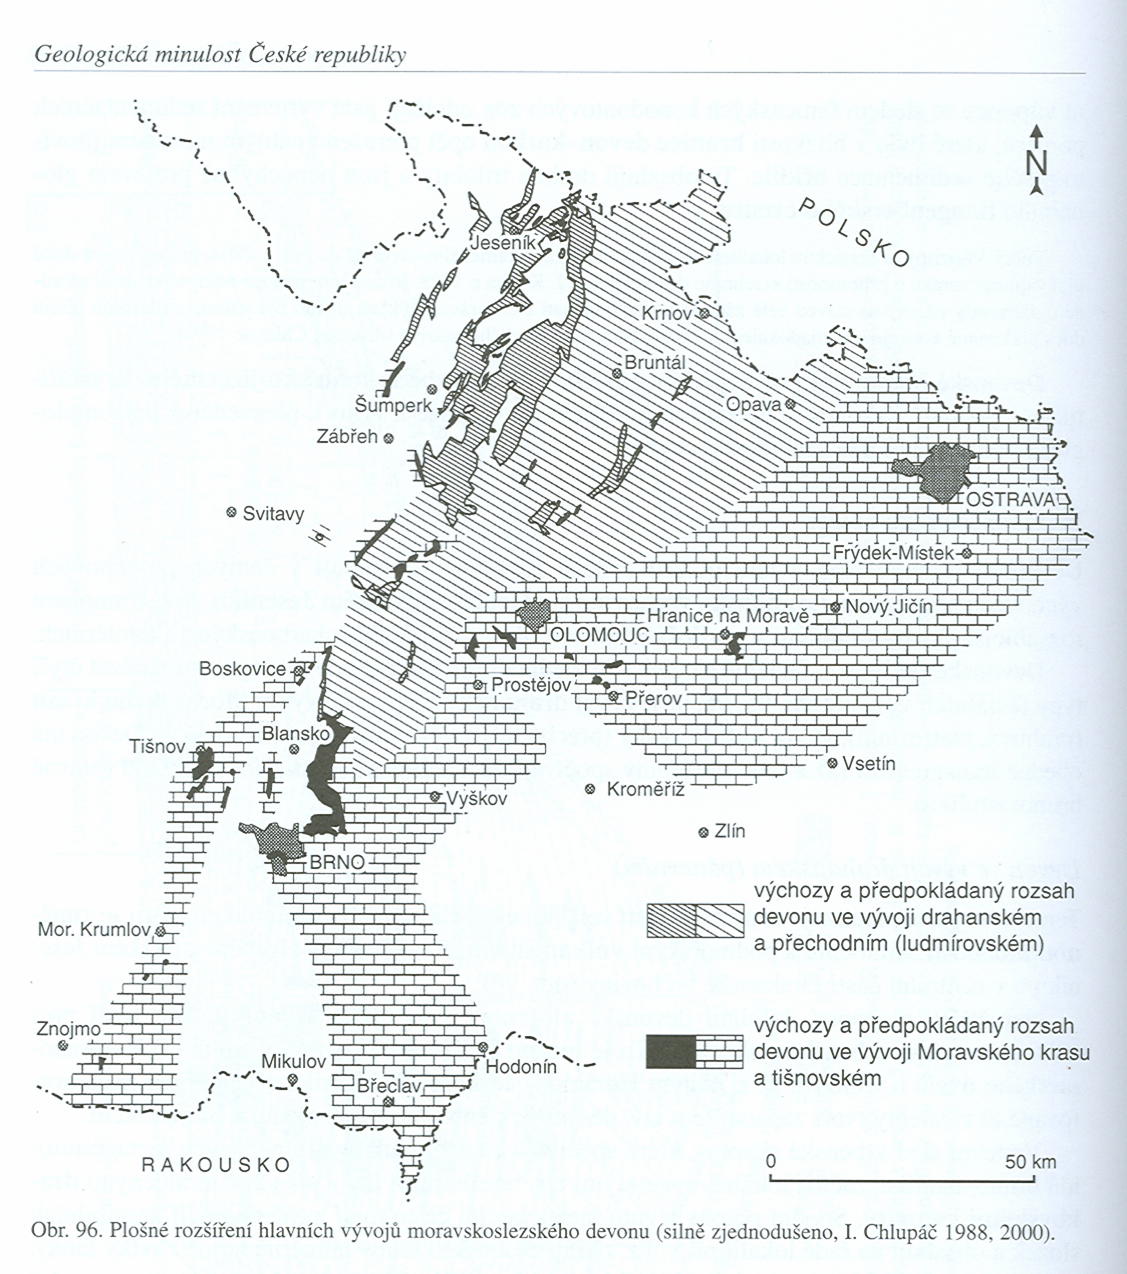 Geologická minulost České republiky
N
POLSKO
Jeseník
Krnov
Bruntál
Šumperk
Opava
Zábřeh
OSTRAVA
Svitavy
Frýdek-Místek
Nový Jičín
Hranice na Moravě
OLOMOUC
Boskovice
Prostějov
Přerov
Blansko
Tišnov
Vsetín
Vyškov
Kroměříž
Zlín
BRNO
výchozy a předpokládaný rozsah
devonu ve vývoji drahanském
a přechodním (ludmírovském)
Mor. Krumlov
Znojmo
výchozy a předpokládaný rozsah
devonu ve vývoji Moravského krasu
a tišnovském
Mikulov
Hodonín
Břeclav
RAKOUSKO
0 50 km
Obr. 96. Plošné rozšíření hlavních vývojů moravskoslezského devonu (silně zjednodušeno, I. Chlupáč 1988, 2000).